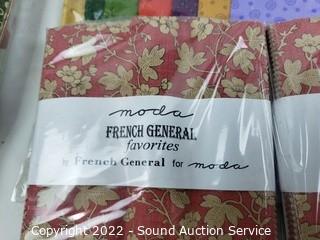 moda
FRENCH GENERAL
favorites
by French General for moda
Copyright 2022 - Sound Auction Service